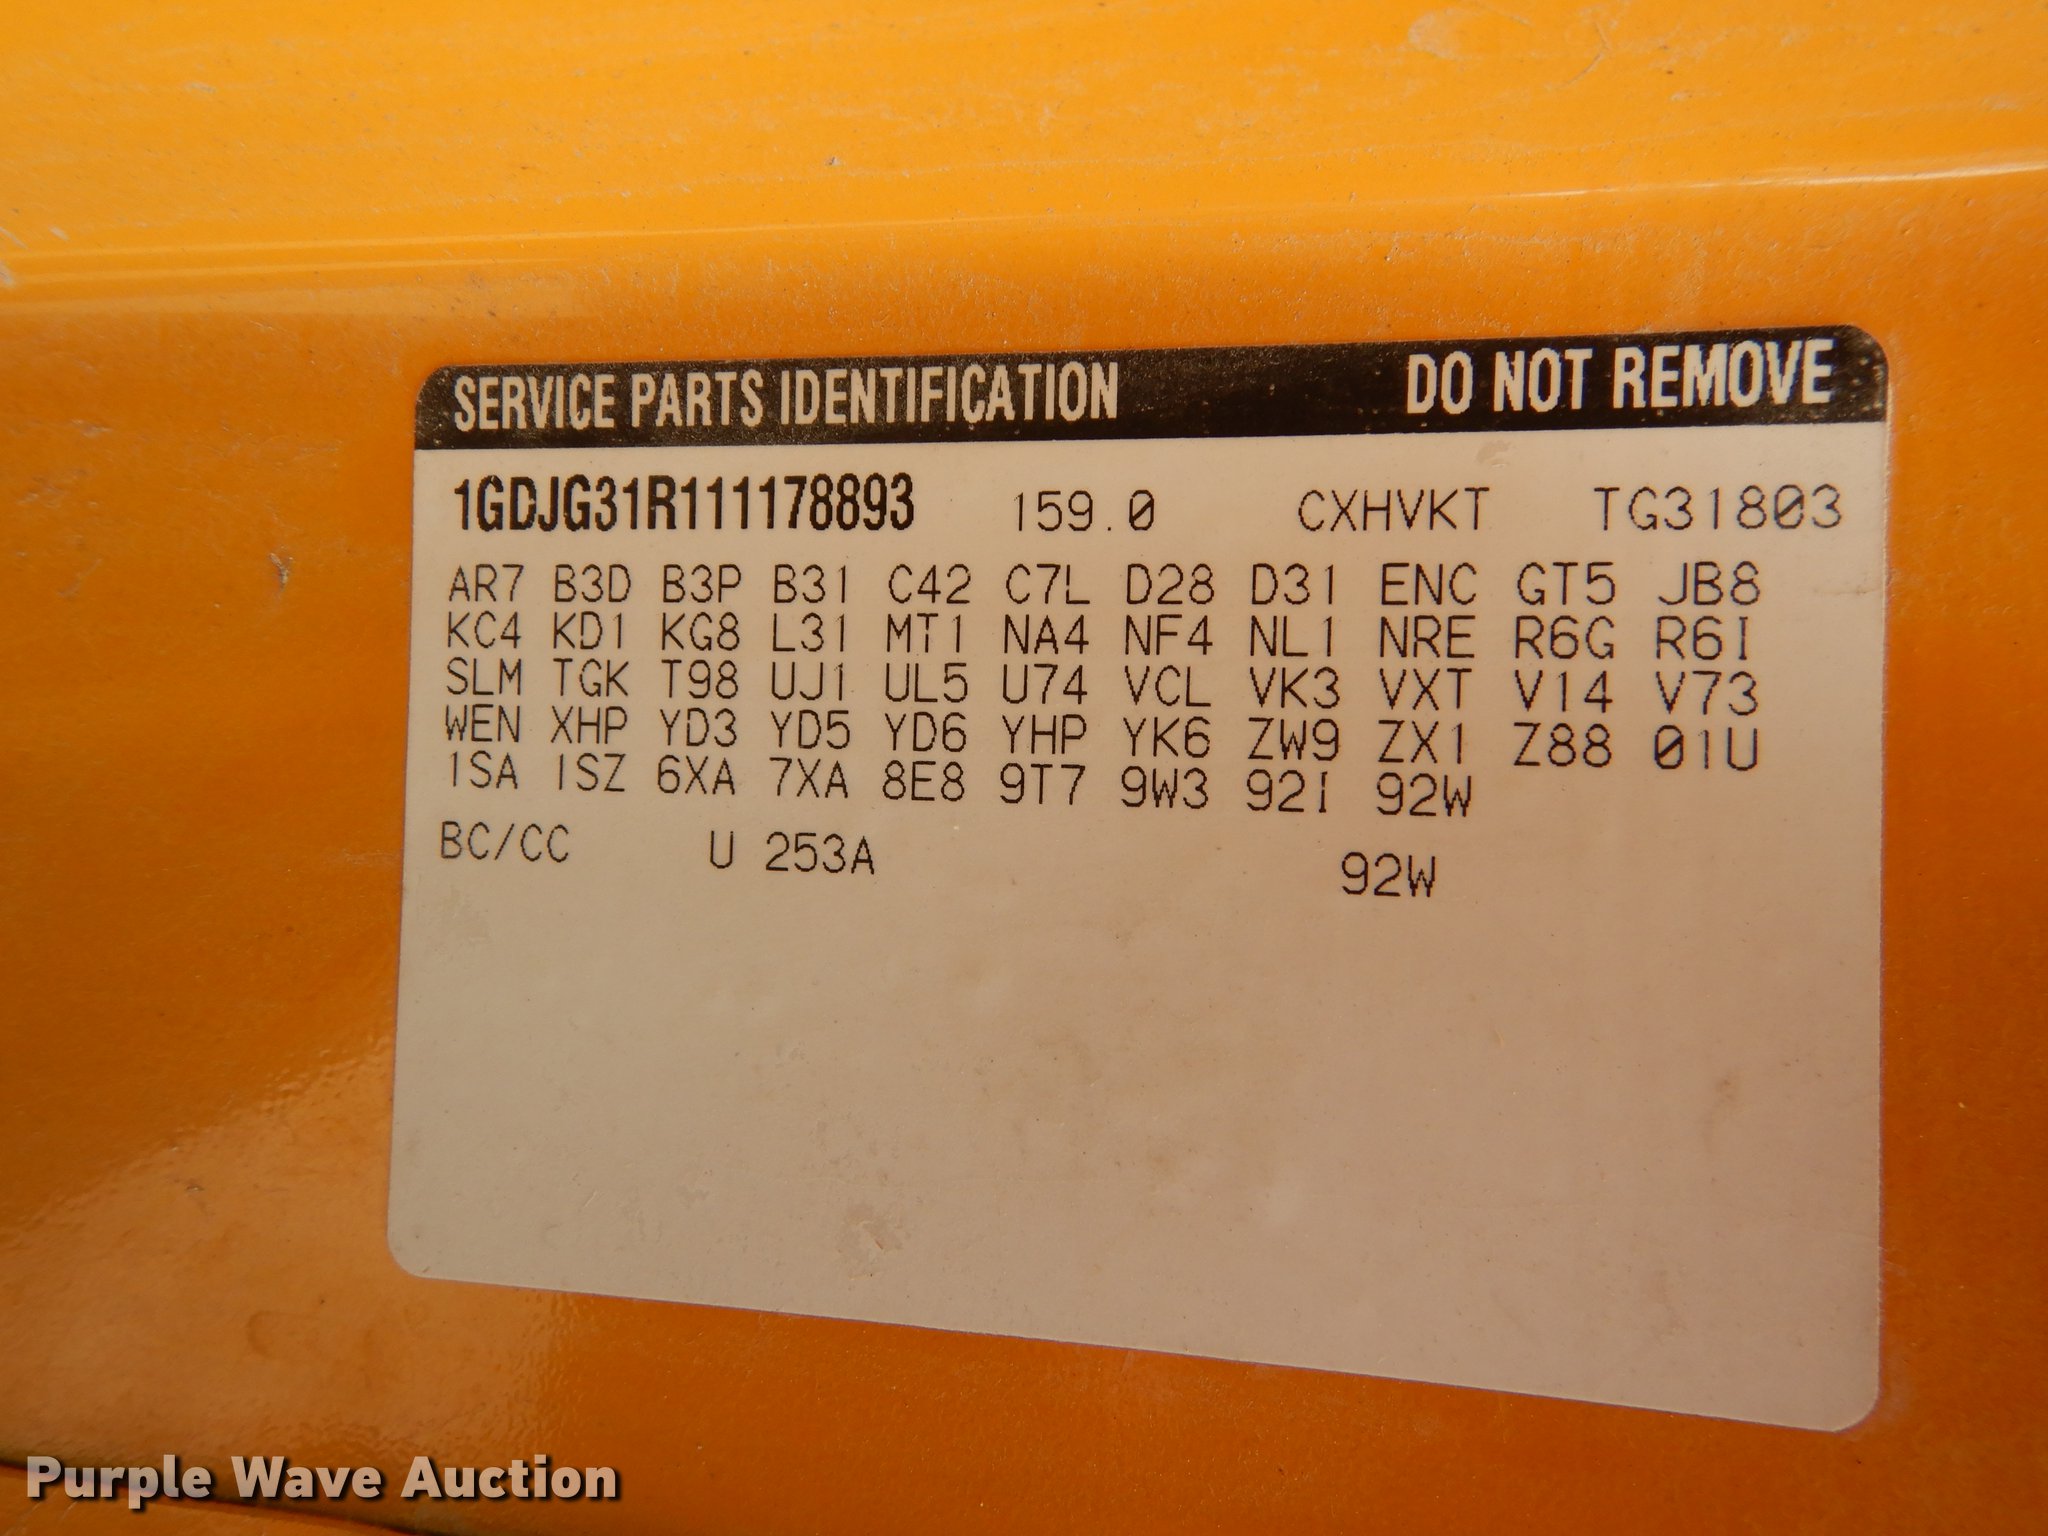 SERVICE PARTS IDENTIFICATION DO NOT REMOVE
1GDJG31R111178893 159.0 CXHVKT TG31803
AR7 B3D B3P B31 C42 C7L D28 D31 ENC GT5 JB8
KC4 KD1 KG8 L31 MT1 NA4 NF4 NL1 NRE R6G R6I
SLM TGK T98 UJ1 UL5 U74 VCL VK3 VXT V14 V73
WEN XHP YD3 YD5 YD6 YHP YK6 ZW9 ZX1 Z88 01U
1SA 1SZ 6XA 7XA 8E8 9T7 9W3 92I 92W
BC/CC U 253A 92W
Purple Wave Auction